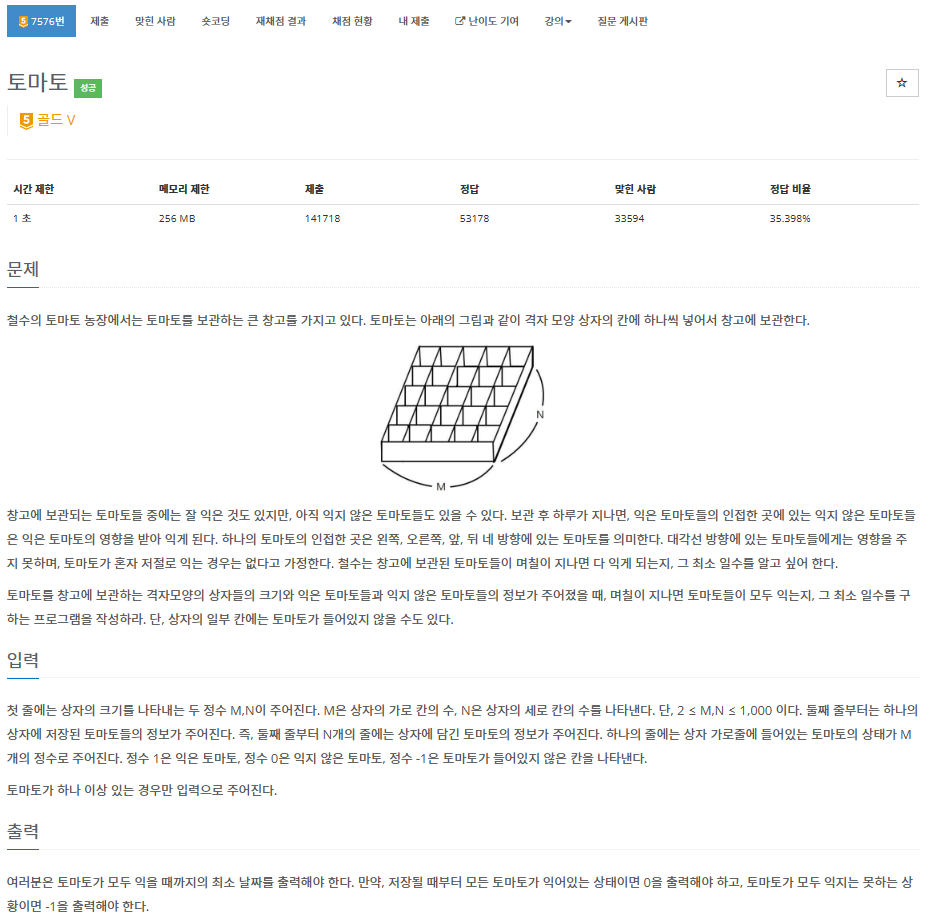 5 7576번 제출 맞힌 사람 숏코딩 재채점 결과 채점 현황 내 제출 난이도 기여 강의 질문 게시판
토마토 성공
5 골드 V
시간 제한 메모리 제한 제출 정답 맞힌 사람 정답 비율
1 초 256 MB 141718 53178 33594 35.398%
문제
철수의 토마토 농장에서는 토마토를 보관하는 큰 창고를 가지고 있다. 토마토는 아래의 그림과 같이 격자 모양 상자의 칸에 하나씩 넣어서 창고에 보관한다.
N
M
창고에 보관되는 토마토들 중에는 잘 익은 것도 있지만, 아직 익지 않은 토마토들도 있을 수 있다. 보관 후 하루가 지나면, 익은 토마토들의 인접한 곳에 있는 익지 않은 토마토들
은 익은 토마토의 영향을 받아 익게 된다. 하나의 토마토의 인접한 곳은 왼쪽, 오른쪽, 앞, 뒤 네 방향에 있는 토마토를 의미한다. 대각선 방향에 있는 토마토들에게는 영향을 주
지 못하며, 토마토가 혼자 저절로 익는 경우는 없다고 가정한다. 철수는 창고에 보관된 토마토들이 며칠이 지나면 다 익게 되는지, 그 최소 일수를 알고 싶어 한다.
토마토를 창고에 보관하는 격자모양의 상자들의 크기와 익은 토마토들과 익지 않은 토마토들의 정보가 주어졌을 때, 며칠이 지나면 토마토들이 모두 익는지, 그 최소 일수를 구
하는 프로그램을 작성하라. 단, 상자의 일부 칸에는 토마토가 들어있지 않을 수도 있다.
입력
첫 줄에는 상자의 크기를 나타내는 두 정수 M,N이 주어진다. M은 상자의 가로 칸의 수, N은 상자의 세로 칸의 수를 나타낸다. 단, 2 ≤ M,N ≤ 1,000 이다. 둘째 줄부터는 하나의
상자에 저장된 토마토들의 정보가 주어진다. 즉, 둘째 줄부터 N개의 줄에는 상자에 담긴 토마토의 정보가 주어진다. 하나의 줄에는 상자 가로줄에 들어있는 토마토의 상태가 M
개의 정수로 주어진다. 정수 1은 익은 토마토, 정수 0은 익지 않은 토마토, 정수 -1은 토마토가 들어있지 않은 칸을 나타낸다.
토마토가 하나 이상 있는 경우만 입력으로 주어진다.
출력
여러분은 토마토가 모두 익을 때까지의 최소 날짜를 출력해야 한다. 만약, 저장될 때부터 모든 토마토가 익어있는 상태이면 0을 출력해야 하고, 토마토가 모두 익지는 못하는 상
황이면 -1을 출력해야 한다.